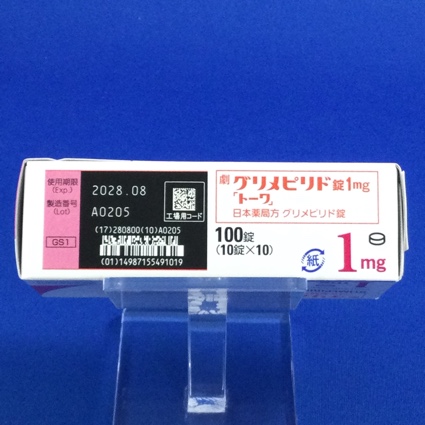 使用期限
(Exp.)
2028.08
製造番号
(Lot)
A0205
工場用コード
GS1
(17)280800(10)A0205
(01)14987155491019
劇 グリメピリド錠1mg
「トーワ」
日本薬局方 グリメピリド錠
100錠
(10錠×10)
紙
1mg